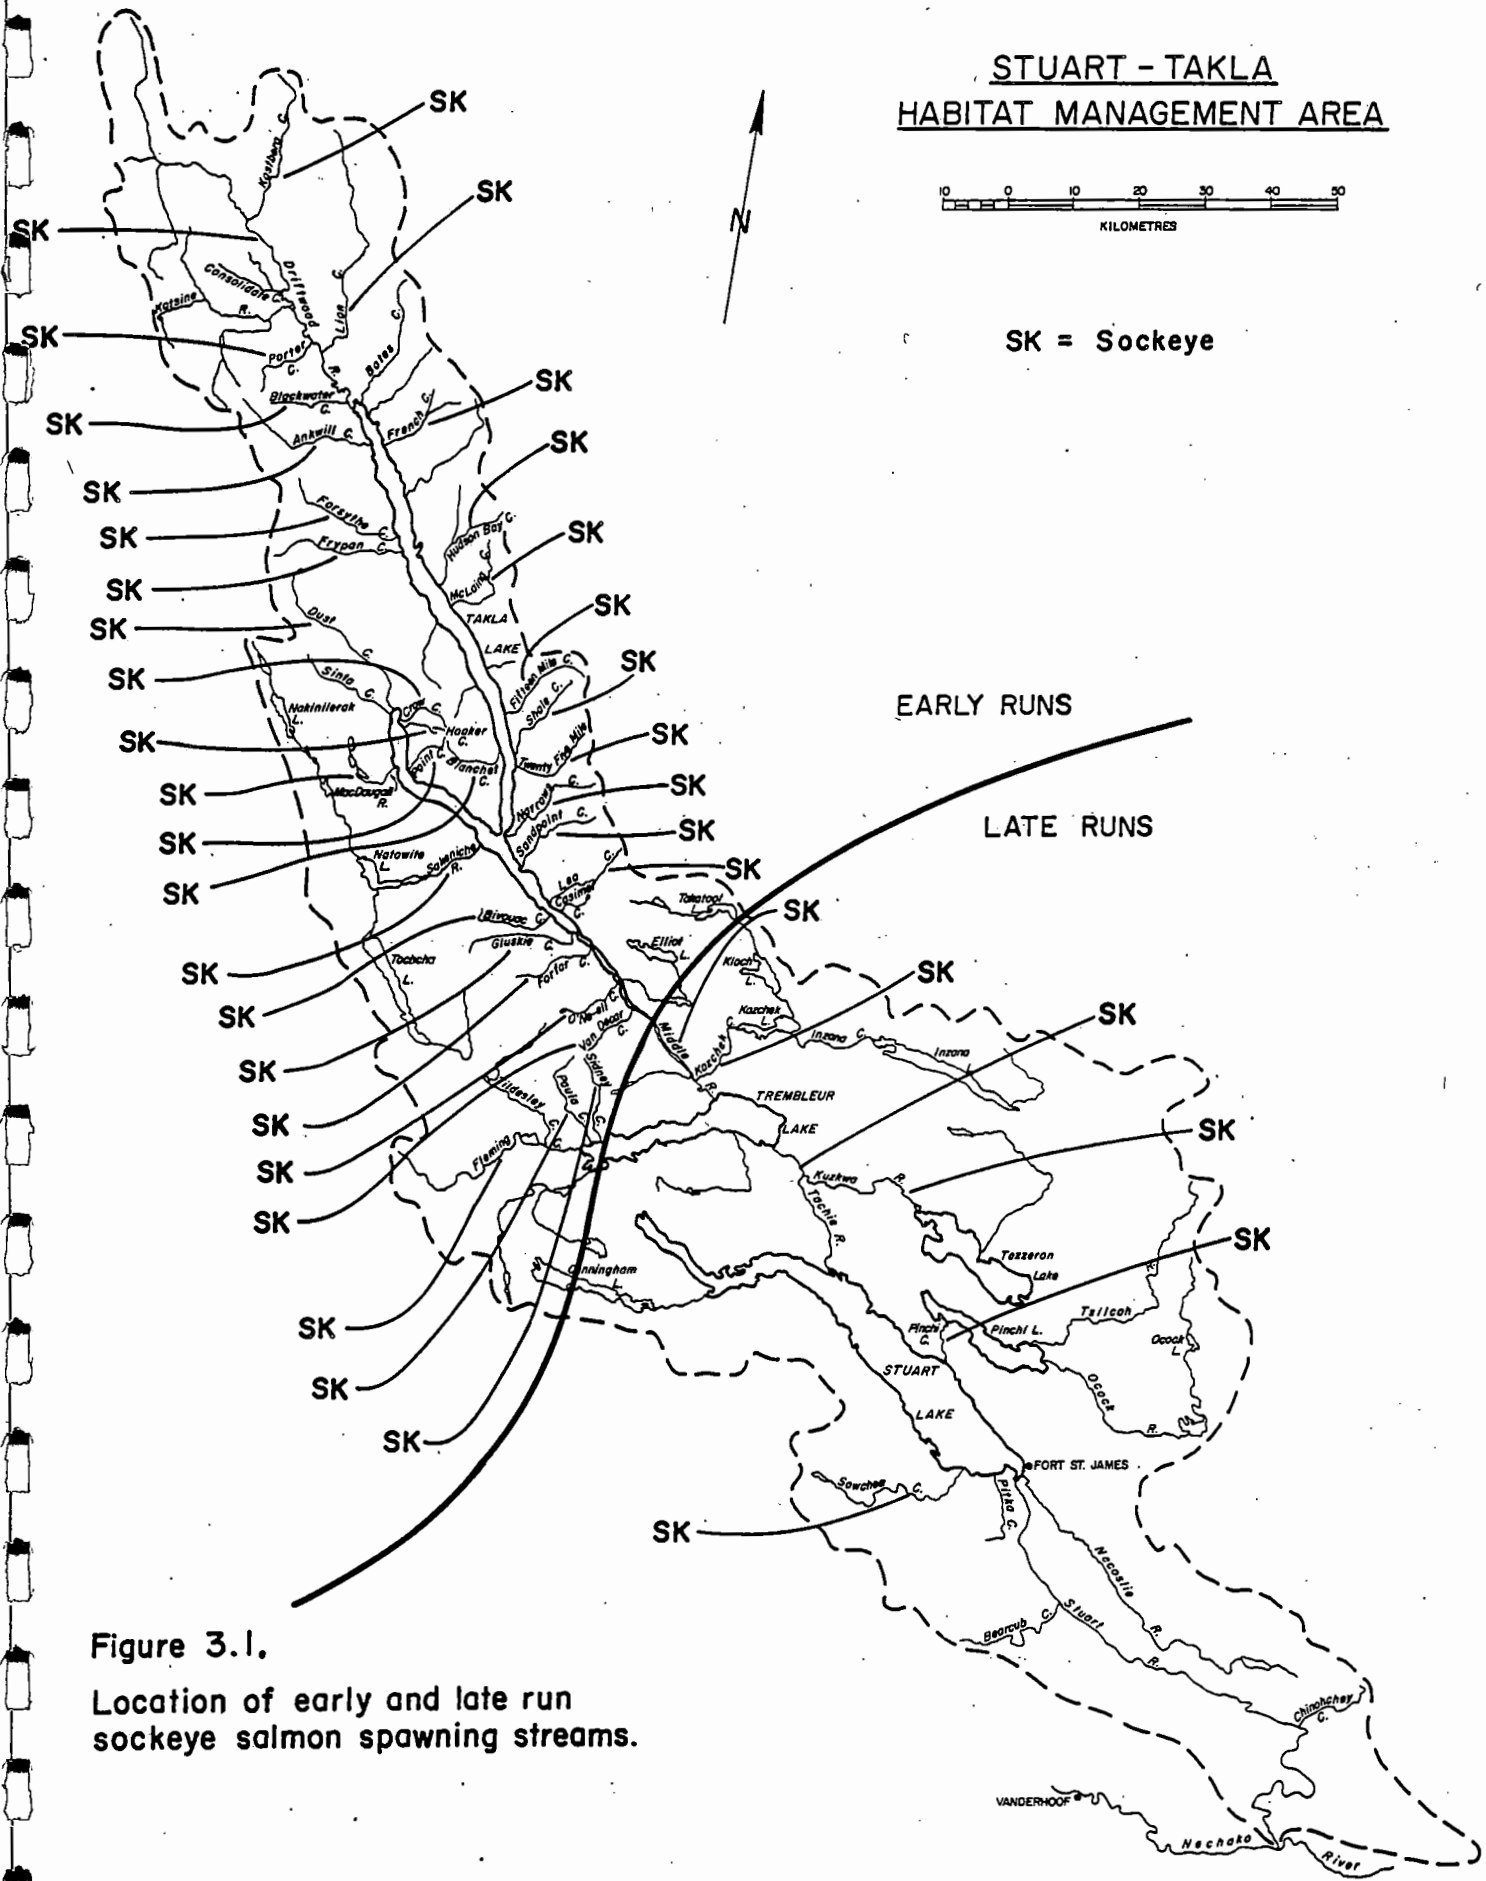 STUART - TAKLA
HABITAT MANAGEMENT AREA
10 0 10 20 30 40 50
KILOMETRES
N
SK = Sockeye
SK
Kastberg C.
SK
SK
Driftwood
R.
Consolidate C.
Katsine
R.
Lion C.
SK
Porter
C.
Bates C.
Blackwater
C.
SK
SK
French C.
Ankwill C.
SK
SK
Forsythe C.
SK
Hudson Bay C.
Frypan C.
SK
SK
McLaing C.
TAKLA
LAKE
Dust C.
SK
SK
Fifteen Mile C.
SK
Shale C.
SK
Sinta C.
Nakinilerak
L.
Crow C.
Hooker
C.
SK
Point C.
Blanchet
C.
Twenty Five Mile
SK
MacDougall
R.
SK
Narrows C.
SK
Sandpoint C.
SK
SK
Natowite
L.
Sakeniche
R.
SK
Leo C.
Casimer
C.
SK
Bivouac C.
Gluskie C.
Forfar C.
Tochcha
L.
SK
SK
SK
SK
SK
SK
O'Ne-ell C.
Van Decar
C.
Sidney
C.
Paula
C.
Tildesley
C.
Fleming
C.
SK
SK
SK
EARLY RUNS
LATE RUNS
Takatoot
L.
SK
Elliot
L.
Kloch
L.
SK
Kazchek
L.
Kazchek
C.
Inzana C.
Inzana
L.
SK
Middle
R.
TREMBLEUR
LAKE
SK
Kuzkwa R.
Tachie R.
Tezzeron
Lake
SK
Cunningham
L.
Pinchi
C.
Pinchi L.
Tsilcoh
R.
Ocock
L.
Ocock
R.
STUART
LAKE
FORT ST. JAMES
Sowchea C.
SK
Pitka C.
Necoslie
R.
Stuart
R.
Bearcub C.
Chinohchey
C.
VANDERHOOF
Nechako
River
Figure 3.1.
Location of early and late run
sockeye salmon spawning streams.